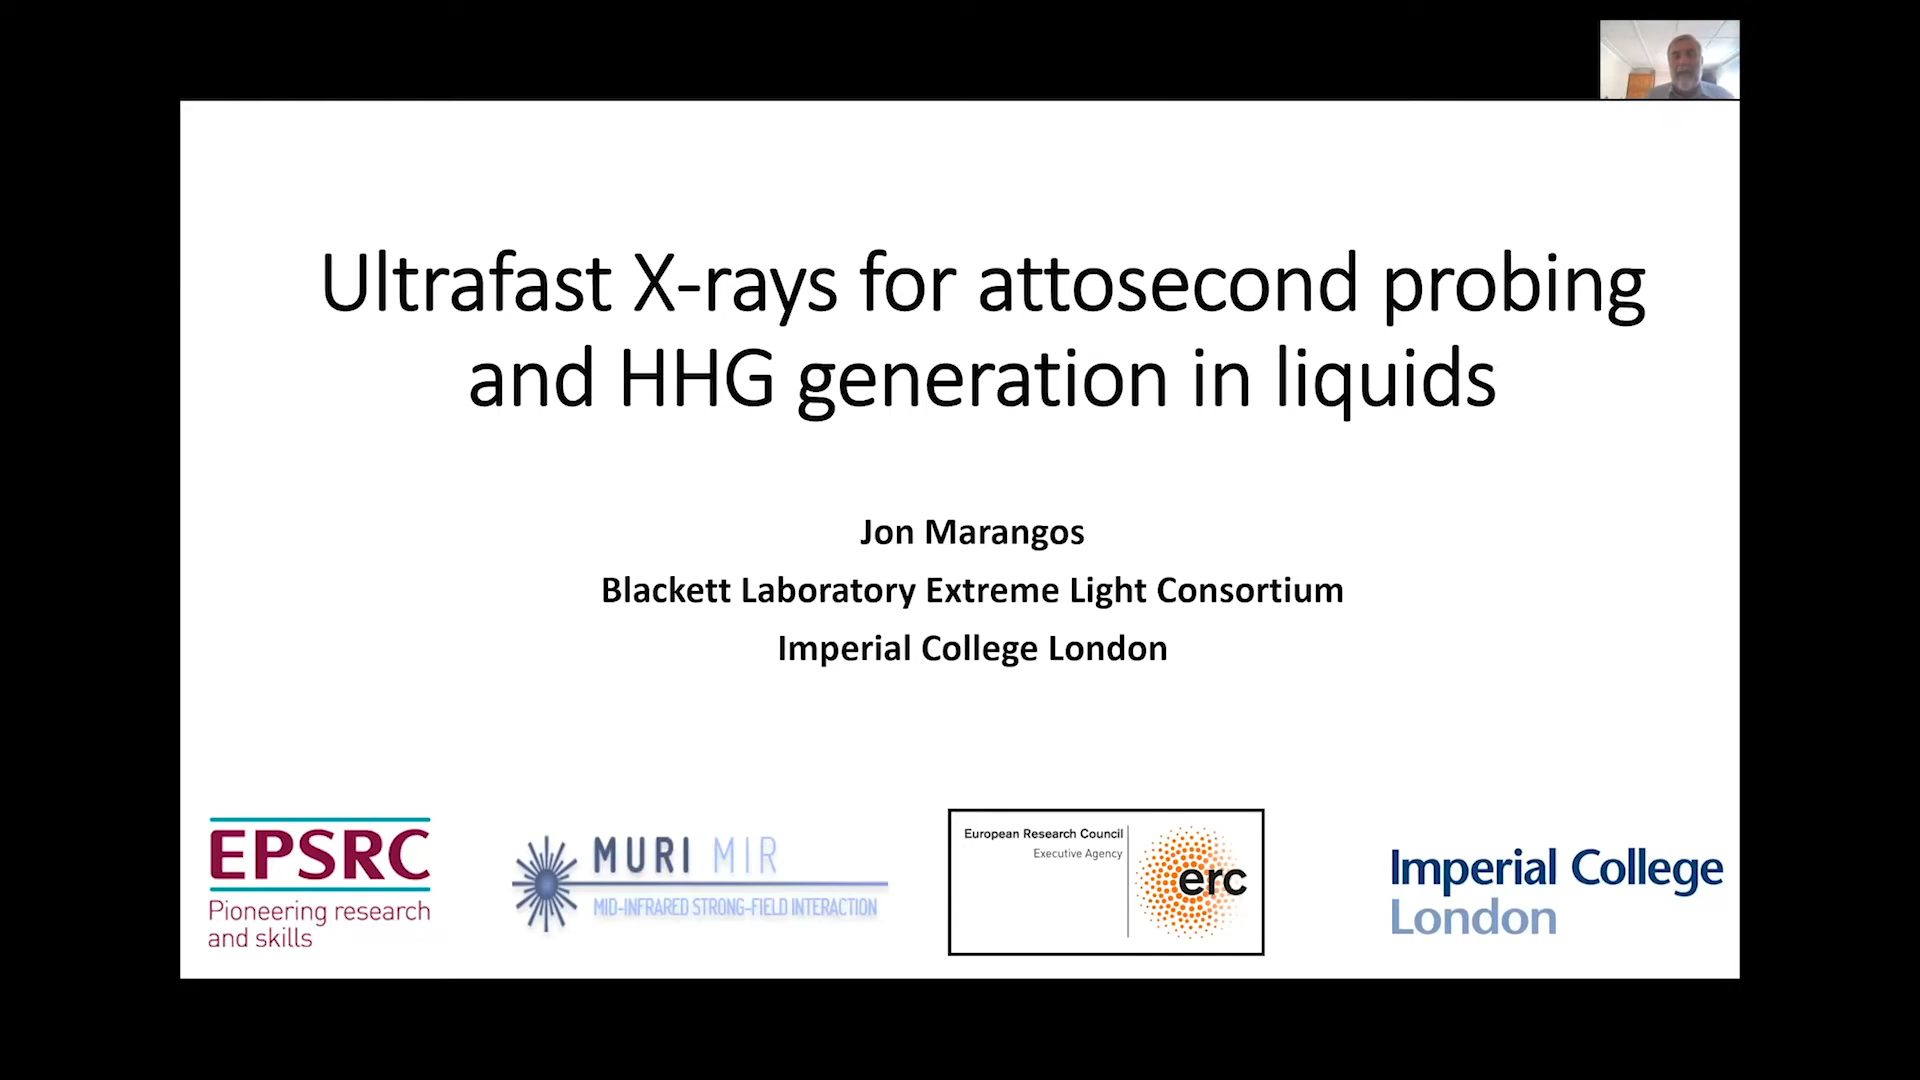 Ultrafast X-rays for attosecond probing
and HHG generation in liquids
Jon Marangos
Blackett Laboratory Extreme Light Consortium
Imperial College London
EPSRC
Pioneering research
and skills
MURI MIR
MID-INFRARED STRONG-FIELD INTERACTION
European Research Council
Executive Agency
erc
Imperial College
London